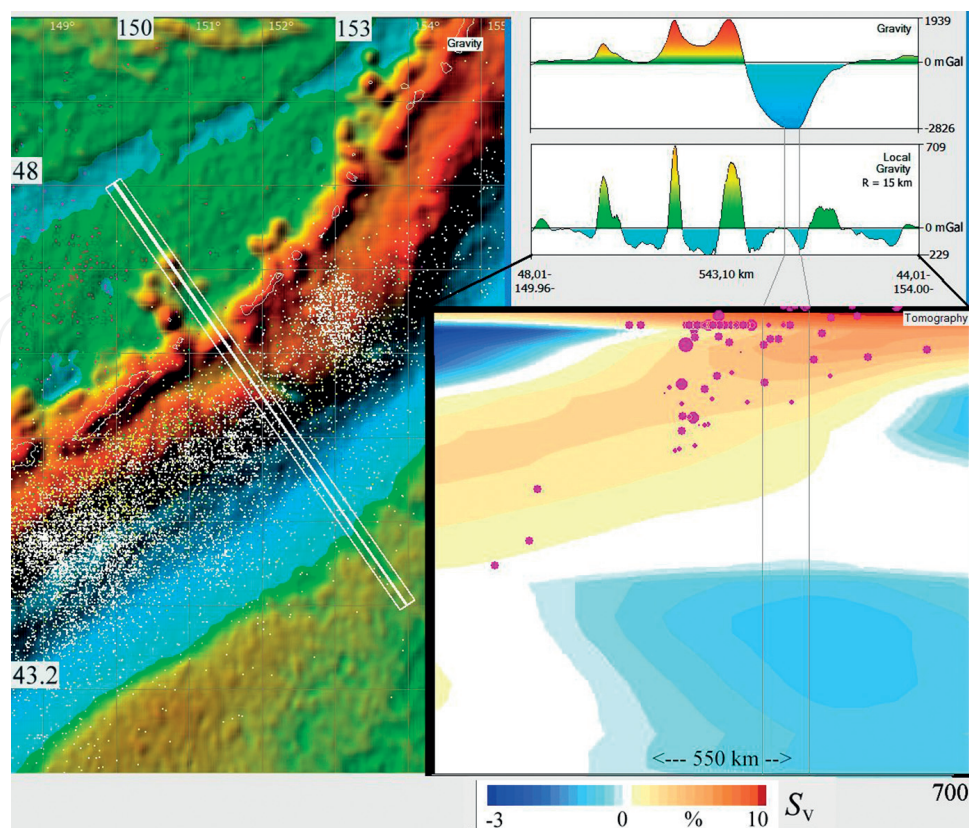 149°
150
151°
152°
153
154°
155
Gravity
48
43.2
Gravity
1939
0 mGal
-2826
Local
Gravity
R = 15 km
709
0 mGal
-229
48,01-
149.96-
543,10 km
44,01-
154.00-
Tomography
<--- 550 km -->
700
-3
0
%
10
Sv